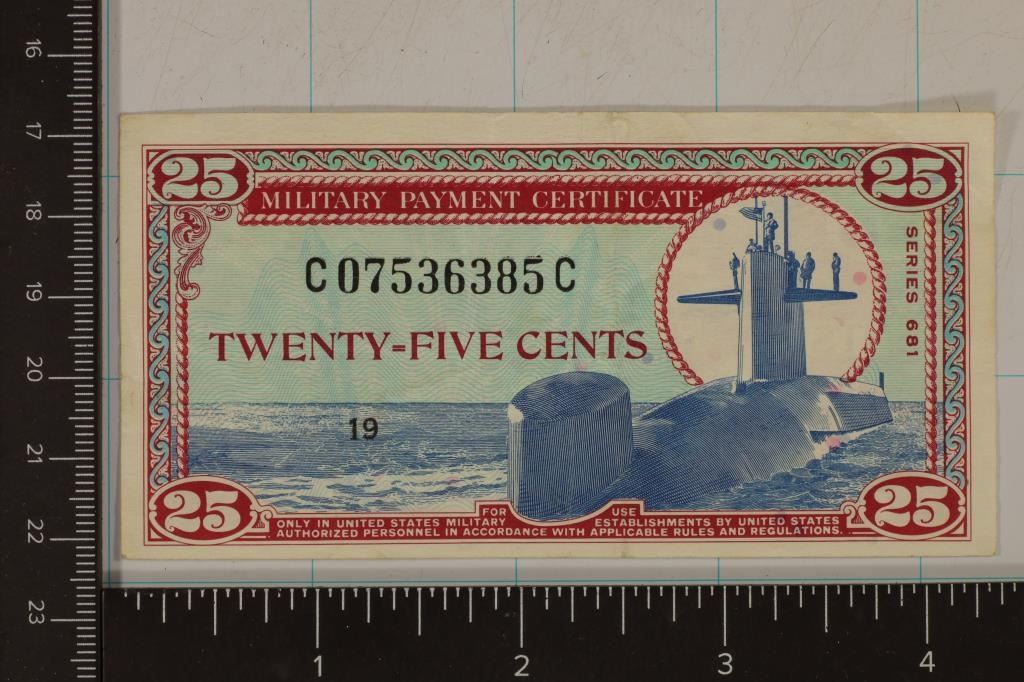 25 25
MILITARY PAYMENT CERTIFICATE
SERIES 681
C07536385C
TWENTY-FIVE CENTS
19
25 25
FOR USE
ONLY IN UNITED STATES MILITARY ESTABLISHMENTS BY UNITED STATES
AUTHORIZED PERSONNEL IN ACCORDANCE WITH APPLICABLE RULES AND REGULATIONS.
16
17
18
19
20
21
22
23
1 2 3 4